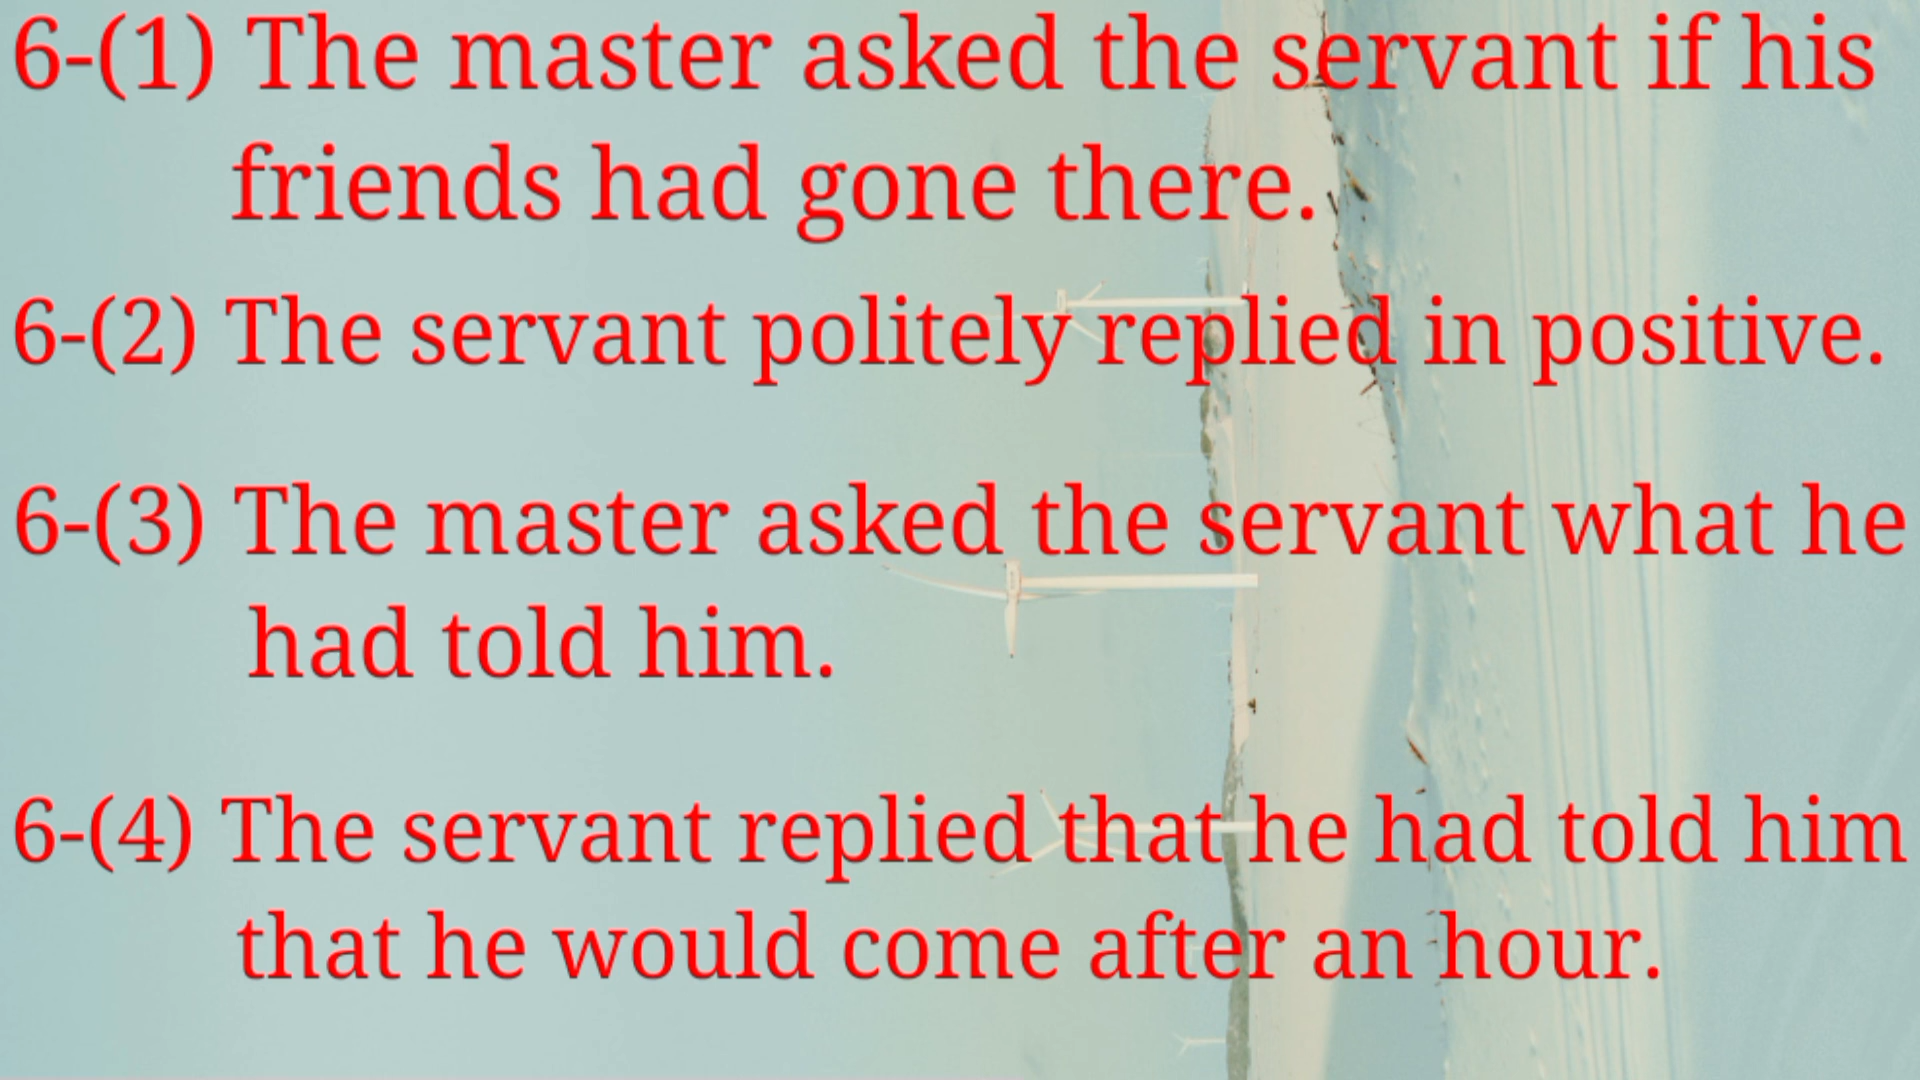 6-(1) The master asked the servant if his
friends had gone there.
6-(2) The servant politely replied in positive.
6-(3) The master asked the servant what he
had told him.
6-(4) The servant replied that he had told him
that he would come after an hour.